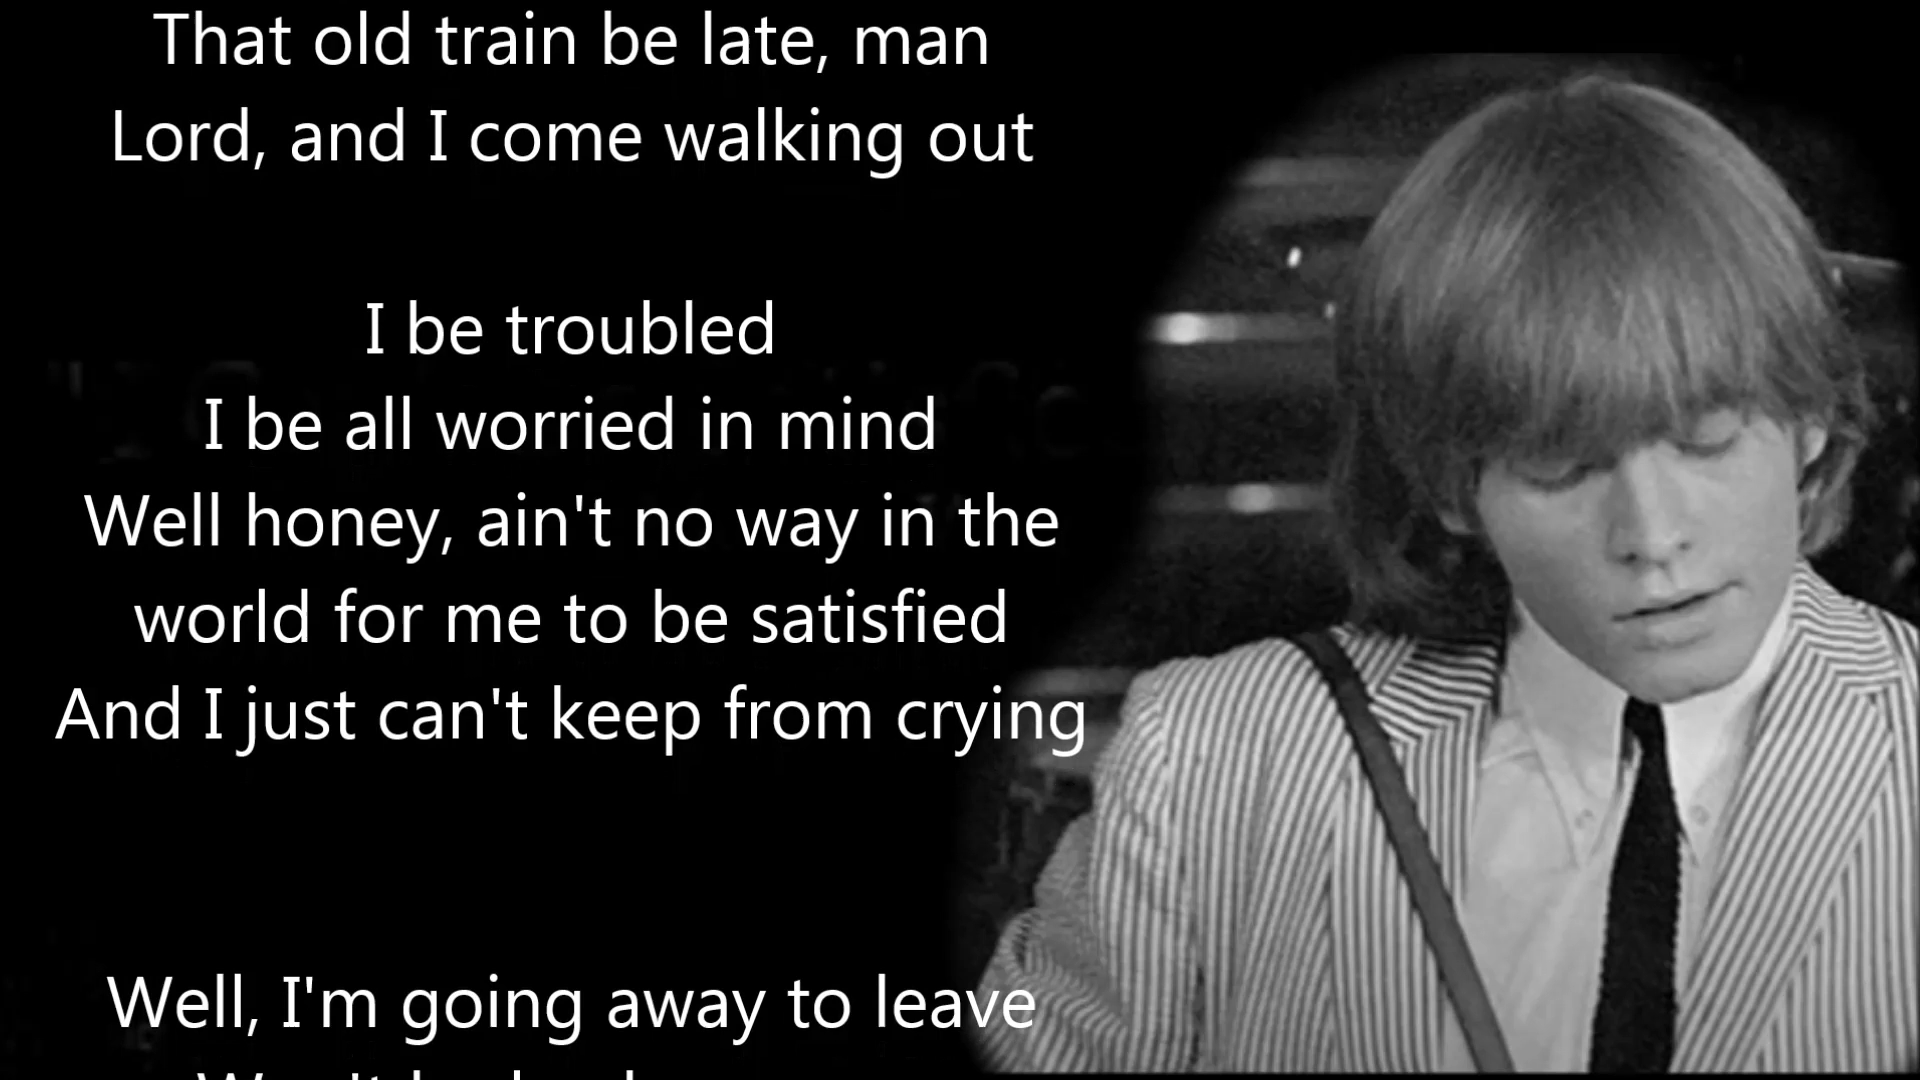 That old train be late, man
Lord, and I come walking out
I be troubled
I be all worried in mind
Well honey, ain't no way in the
world for me to be satisfied
And I just can't keep from crying
Well, I'm going away to leave